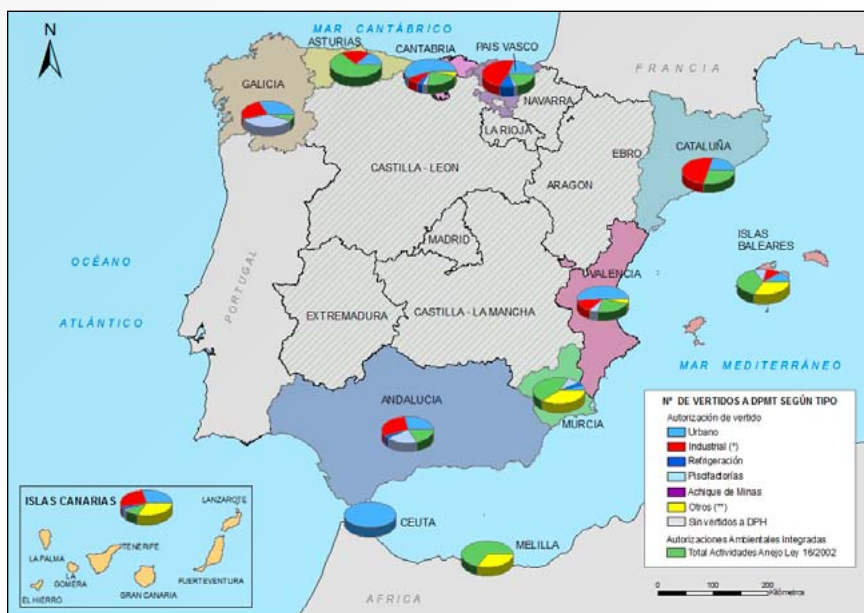 MAR CANTÁBRICO
N
ASTURIAS
CANTABRIA
PAIS VASCO
GALICIA
FRANCIA
NAVARRA
LA RIOJA
EBRO
CATALUÑA
CASTILLA - LEON
ARAGON
ISLAS
BALEARES
MADRID
OCÉANO
ATLÁNTICO
PORTUGAL
VALENCIA
EXTREMADURA
CASTILLA - LA MANCHA
MAR MEDITERRÁNEO
ANDALUCIA
MURCIA
Nº DE VERTIDOS A DPMT SEGÚN TIPO
Autorización de vertido
Urbano
Industrial (*)
Refrigeración
Piscifactorías
Achique de Minas
Otros (**)
Sin vertidos a DPH
Autorizaciones Ambientales Integradas
Total Actividades Anejo Ley 16/2002
ISLAS CANARIAS
LANZAROTE
LA PALMA
TENERIFE
LA
GOMERA
EL HIERRO
GRAN CANARIA
FUERTEVENTURA
CEUTA
MELILLA
AFRICA
0 50 100 200